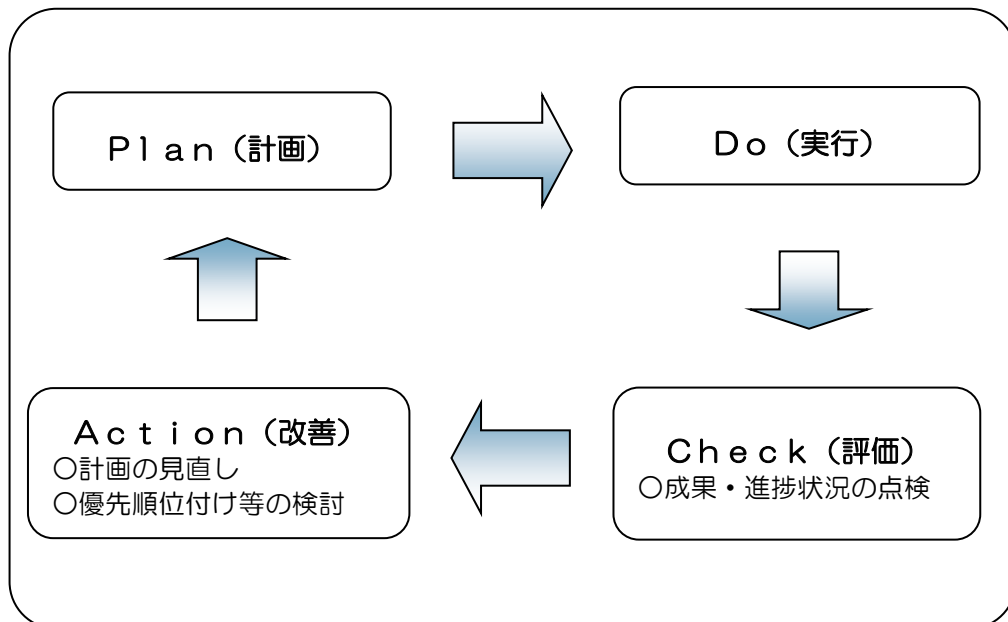 Ｐｌａｎ（計画）
Ｄｏ（実行）
Ａｃｔｉｏｎ（改善）
○計画の見直し
○優先順位付け等の検討
Ｃｈｅｃｋ（評価）
○成果・進捗状況の点検